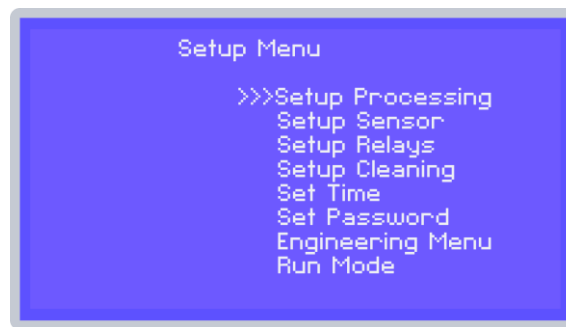 Setup Menu
>>>Setup Processing
Setup Sensor
Setup Relays
Setup Cleaning
Set Time
Set Password
Engineering Menu
Run Mode